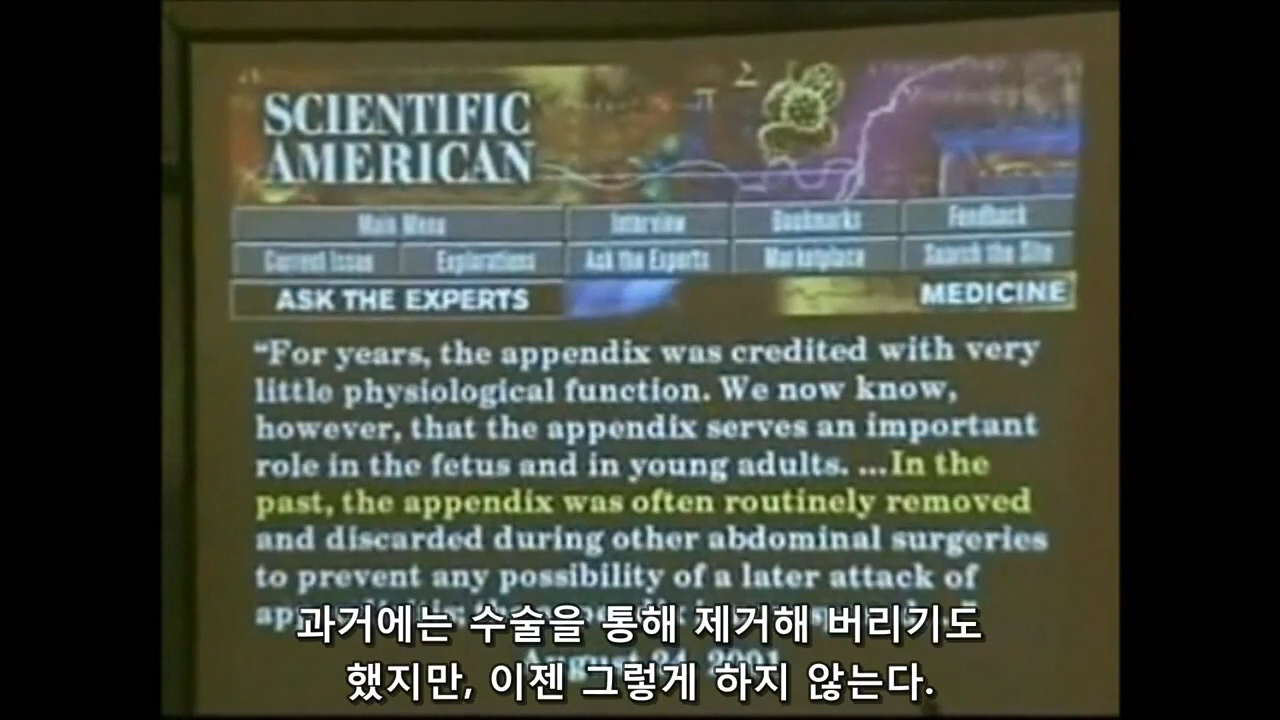 SCIENTIFIC
AMERICAN
Main Menu
Interview
Bookmarks
Feedback
Current Issue
Explorations
Ask the Experts
Marketplace
Search the Site
ASK THE EXPERTS
MEDICINE
“For years, the appendix was credited with very
little physiological function. We now know,
however, that the appendix serves an important
role in the fetus and in young adults. ...In the
past, the appendix was often routinely removed
and discarded during other abdominal surgeries
to prevent any possibility of a later attack of
과거에는 수술을 통해 제거해 버리기도
August 24, 2001
했지만, 이젠 그렇게 하지 않는다.